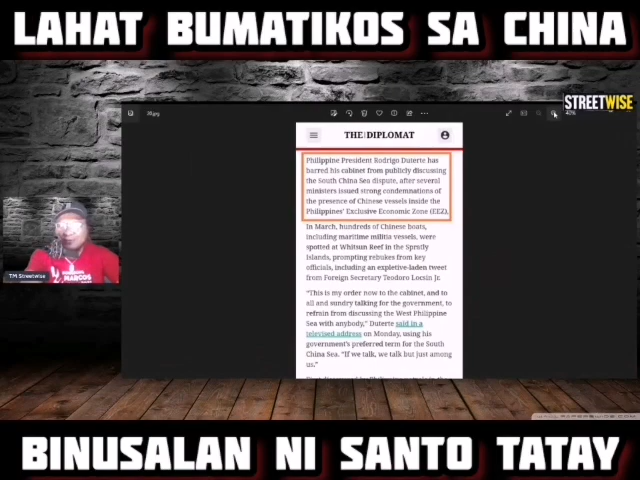 LAHAT BUMATIKOS SA CHINA
STREETWISE
40%
THE DIPLOMAT
Philippine President Rodrigo Duterte has
barred his cabinet from publicly discussing
the South China Sea dispute, after several
ministers issued strong condemnations of
the presence of Chinese vessels inside the
Philippines' Exclusive Economic Zone (EEZ).
In March, hundreds of Chinese boats,
including maritime militia vessels, were
spotted at Whitsun Reef in the Spratly
Islands, prompting rebukes from key
officials, including an expletive-laden tweet
from Foreign Secretary Teodoro Locsin Jr.
"This is my order now to the cabinet, and to
all and sundry talking for the government, to
refrain from discussing the West Philippine
Sea with anybody," Duterte said in a
televised address on Monday, using his
government's preferred term for the South
China Sea. "If we talk, we talk but just among
us."
MARCOS
TM Streetwise
BINUSALAN NI SANTO TATAY